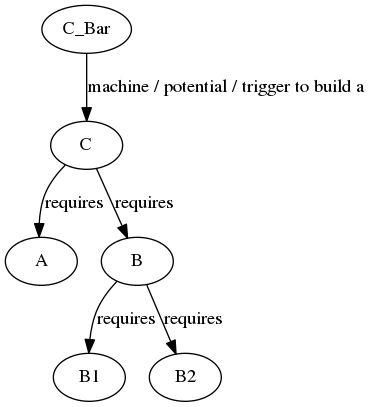 C_Bar
machine / potential / trigger to build a
C
requires
requires
A
B
requires
requires
B1
B2